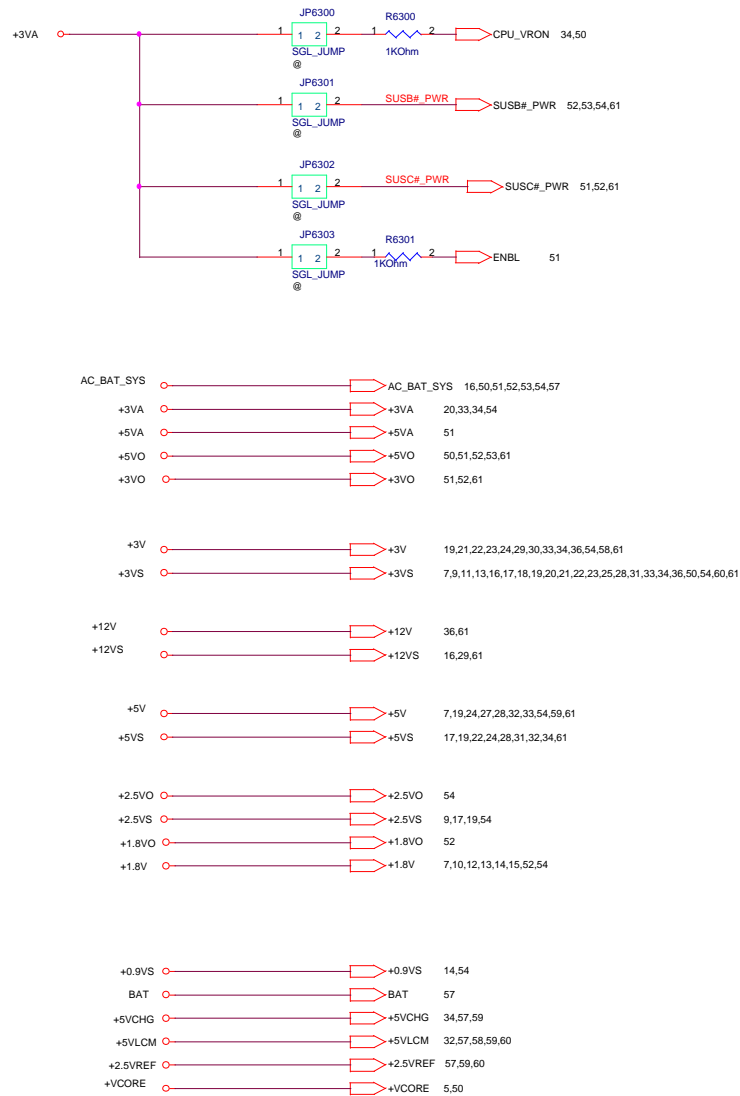 JP6300
R6300
+3VA
1 1 2 2 1 2 CPU_VRON 34,50
SGL_JUMP 1KOhm
@
JP6301
1 1 2 2 SUSB#_PWR SUSB#_PWR 52,53,54,61
SGL_JUMP
@
JP6302
1 1 2 2 SUSC#_PWR SUSC#_PWR 51,52,61
SGL_JUMP
@
JP6303
R6301
1 1 2 2 1 2 ENBL 51
SGL_JUMP 1KOhm
@
AC_BAT_SYS AC_BAT_SYS 16,50,51,52,53,54,57
+3VA +3VA 20,33,34,54
+5VA +5VA 51
+5VO +5VO 50,51,52,53,61
+3VO +3VO 51,52,61
+3V +3V 19,21,22,23,24,29,30,33,34,36,54,58,61
+3VS +3VS 7,9,11,13,16,17,18,19,20,21,22,23,25,28,31,33,34,36,50,54,60,61
+12V +12V 36,61
+12VS +12VS 16,29,61
+5V +5V 7,19,24,27,28,32,33,54,59,61
+5VS +5VS 17,19,22,24,28,31,32,34,61
+2.5VO +2.5VO 54
+2.5VS +2.5VS 9,17,19,54
+1.8VO +1.8VO 52
+1.8V +1.8V 7,10,12,13,14,15,52,54
+0.9VS +0.9VS 14,54
BAT BAT 57
+5VCHG +5VCHG 34,57,59
+5VLCM +5VLCM 32,57,58,59,60
+2.5VREF +2.5VREF 57,59,60
+VCORE +VCORE 5,50